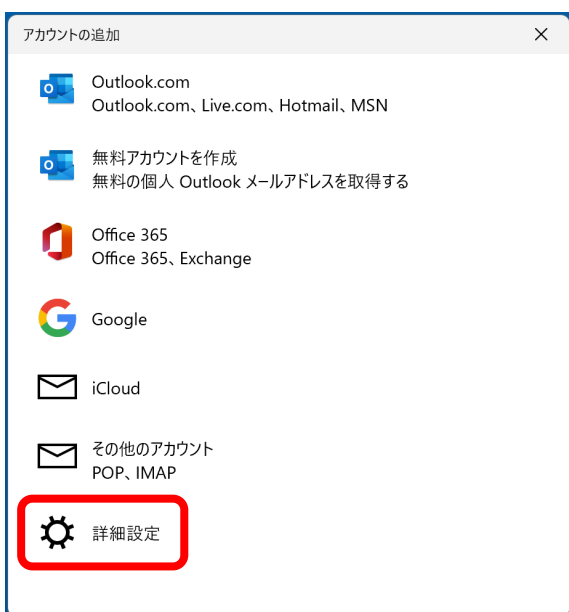 アカウントの追加
Outlook.com
Outlook.com、Live.com、Hotmail、MSN
無料アカウントを作成
無料の個人 Outlook メールアドレスを取得する
Office 365
Office 365、Exchange
Google
iCloud
その他のアカウント
POP、IMAP
詳細設定